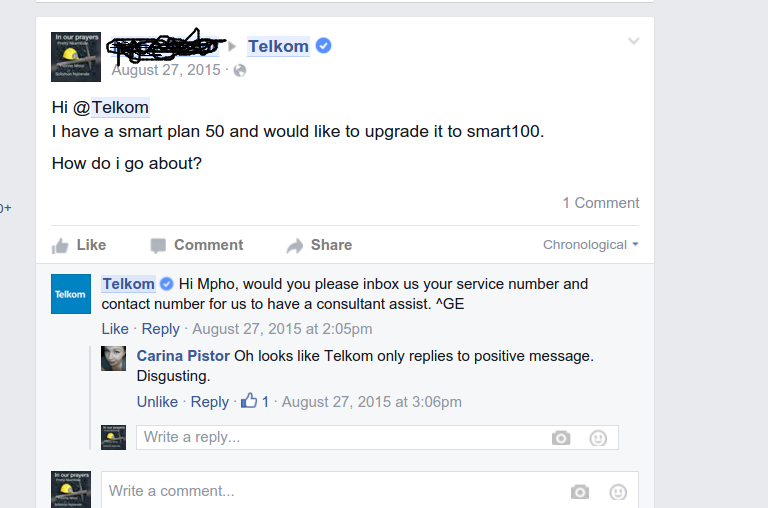 In our prayers
Telkom
August 27, 2015 ·
Hi @Telkom
I have a smart plan 50 and would like to upgrade it to smart100.
How do i go about?
1 Comment
0+
Like Comment Share Chronological
Telkom
Telkom Hi Mpho, would you please inbox us your service number and
contact number for us to have a consultant assist. ^GE
Like · Reply · August 27, 2015 at 2:05pm
Carina Pistor Oh looks like Telkom only replies to positive message.
Disgusting.
Unlike · Reply · 1 · August 27, 2015 at 3:06pm
In our prayers
Write a reply...
In our prayers
Write a comment...